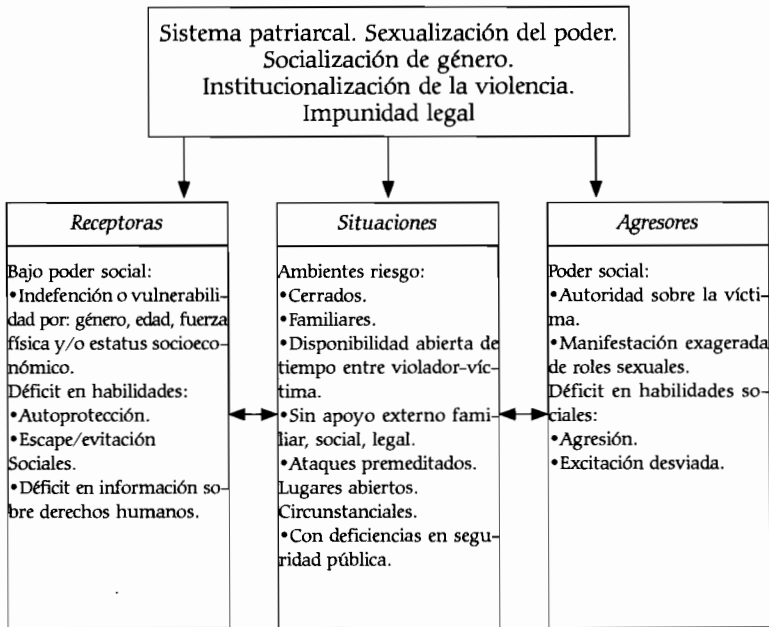 Sistema patriarcal. Sexualización del poder.
Socialización de género.
Institucionalización de la violencia.
Impunidad legal
Receptoras
Bajo poder social:
•Indefención o vulnerabili-
dad por: género, edad, fuerza
física y/o estatus socioeco-
nómico.
Déficit en habilidades:
•Autoprotección.
•Escape/evitación
Sociales.
•Déficit en información so-
bre derechos humanos.
Situaciones
Ambientes riesgo:
•Cerrados.
•Familiares.
•Disponibilidad abierta de
tiempo entre violador-víc-
tima.
•Sin apoyo externo fami-
liar, social, legal.
•Ataques premeditados.
Lugares abiertos.
Circunstanciales.
•Con deficiencias en segu-
ridad pública.
Agresores
Poder social:
•Autoridad sobre la vícti-
ma.
•Manifestación exagerada
de roles sexuales.
Déficit en habilidades so-
ciales:
•Agresión.
•Excitación desviada.